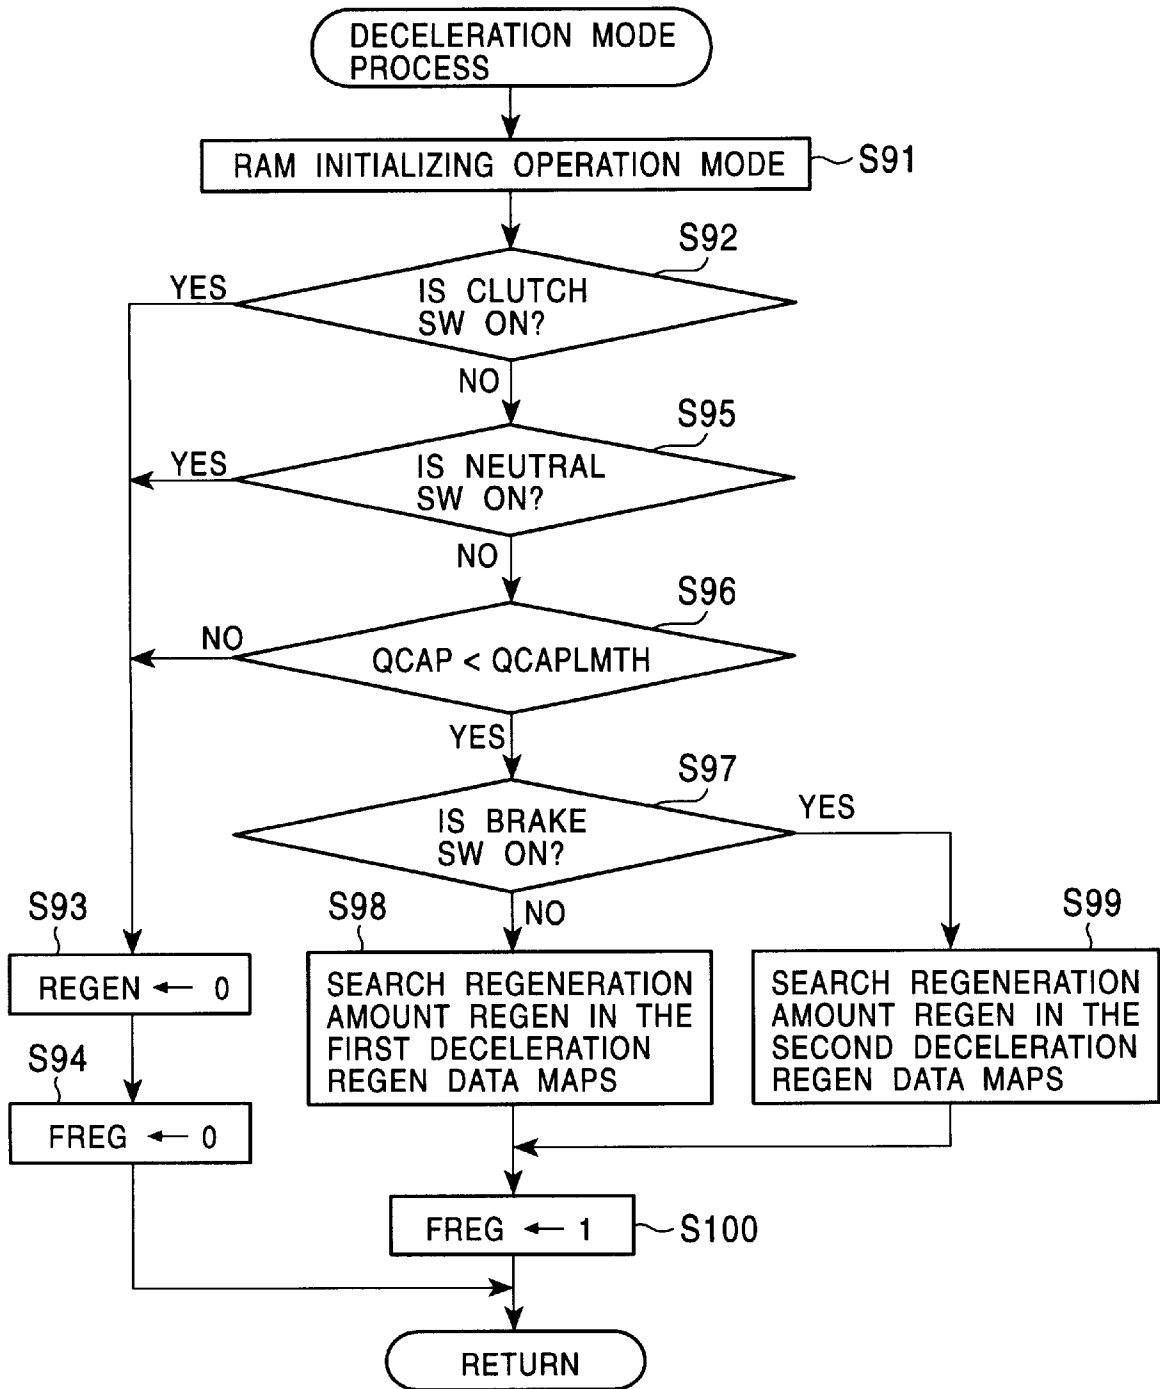 DECELERATION MODE
PROCESS
RAM INITIALIZING OPERATION MODE
S91
S92
YES
IS CLUTCH
SW ON?
NO
S95
YES
IS NEUTRAL
SW ON?
NO
S96
NO
QCAP < QCAPLMTH
YES
S97
IS BRAKE
SW ON?
YES
NO
S93
REGEN ← 0
S94
FREG ← 0
S98
SEARCH REGENERATION
AMOUNT REGEN IN THE
FIRST DECELERATION
REGEN DATA MAPS
S99
SEARCH REGENERATION
AMOUNT REGEN IN THE
SECOND DECELERATION
REGEN DATA MAPS
FREG ← 1
S100
RETURN